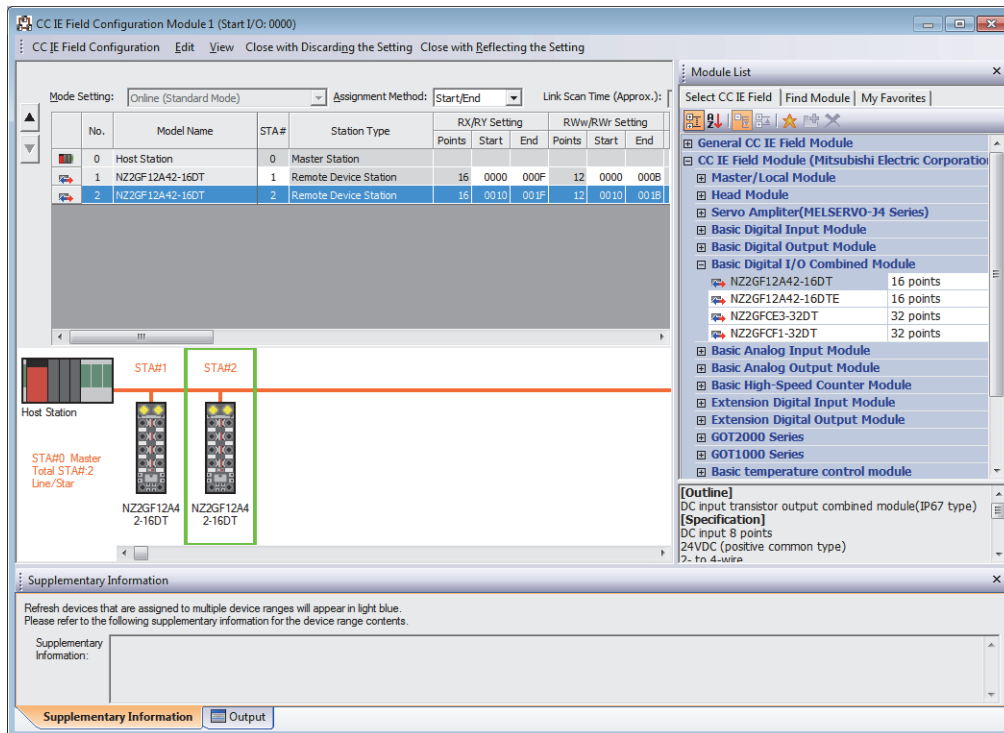 CC IE Field Configuration Module 1 (Start I/O: 0000)
CC IE Field Configuration Edit View Close with Discarding the Setting Close with Reflecting the Setting
Mode Setting: Online (Standard Mode) Assignment Method: Start/End Link Scan Time (Approx.):
No. Model Name STA# Station Type RX/RY Setting RWw/RWr Setting
Points Start End Points Start End
0 Host Station 0 Master Station
1 NZ2GF12A42-16DT 1 Remote Device Station 16 0000 000F 12 0000 000B
2 NZ2GF12A42-16DT 2 Remote Device Station 16 0010 001F 12 0010 001B
STA#1 STA#2
Host Station
STA#0 Master
Total STA#:2
Line/Star
NZ2GF12A4
2-16DT
NZ2GF12A4
2-16DT
Module List
Select CC IE Field Find Module My Favorites
General CC IE Field Module
CC IE Field Module (Mitsubishi Electric Corporation
Master/Local Module
Head Module
Servo Ampliter(MELSERVO-J4 Series)
Basic Digital Input Module
Basic Digital Output Module
Basic Digital I/O Combined Module
NZ2GF12A42-16DT 16 points
NZ2GF12A42-16DTE 16 points
NZ2GFCE3-32DT 32 points
NZ2GFCF1-32DT 32 points
Basic Analog Input Module
Basic Analog Output Module
Basic High-Speed Counter Module
Extension Digital Input Module
Extension Digital Output Module
GOT2000 Series
GOT1000 Series
Basic temperature control module
[Outline]
DC input transistor output combined module(IP67 type)
[Specification]
DC input 8 points
24VDC (positive common type)
2- to 4-wire
Supplementary Information
Refresh devices that are assigned to multiple device ranges will appear in light blue.
Please refer to the following supplementary information for the device range contents.
Supplementary
Information:
Supplementary Information Output